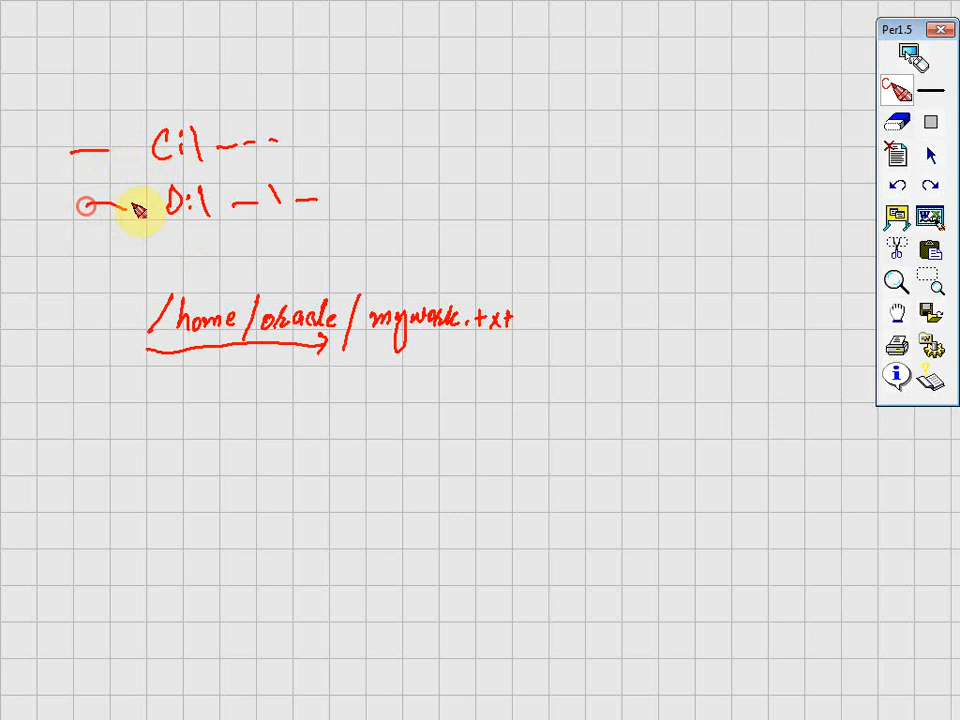 Per1.5
— C:\ ---
— D:\ — \ —
/home/oracle/mywork.txt